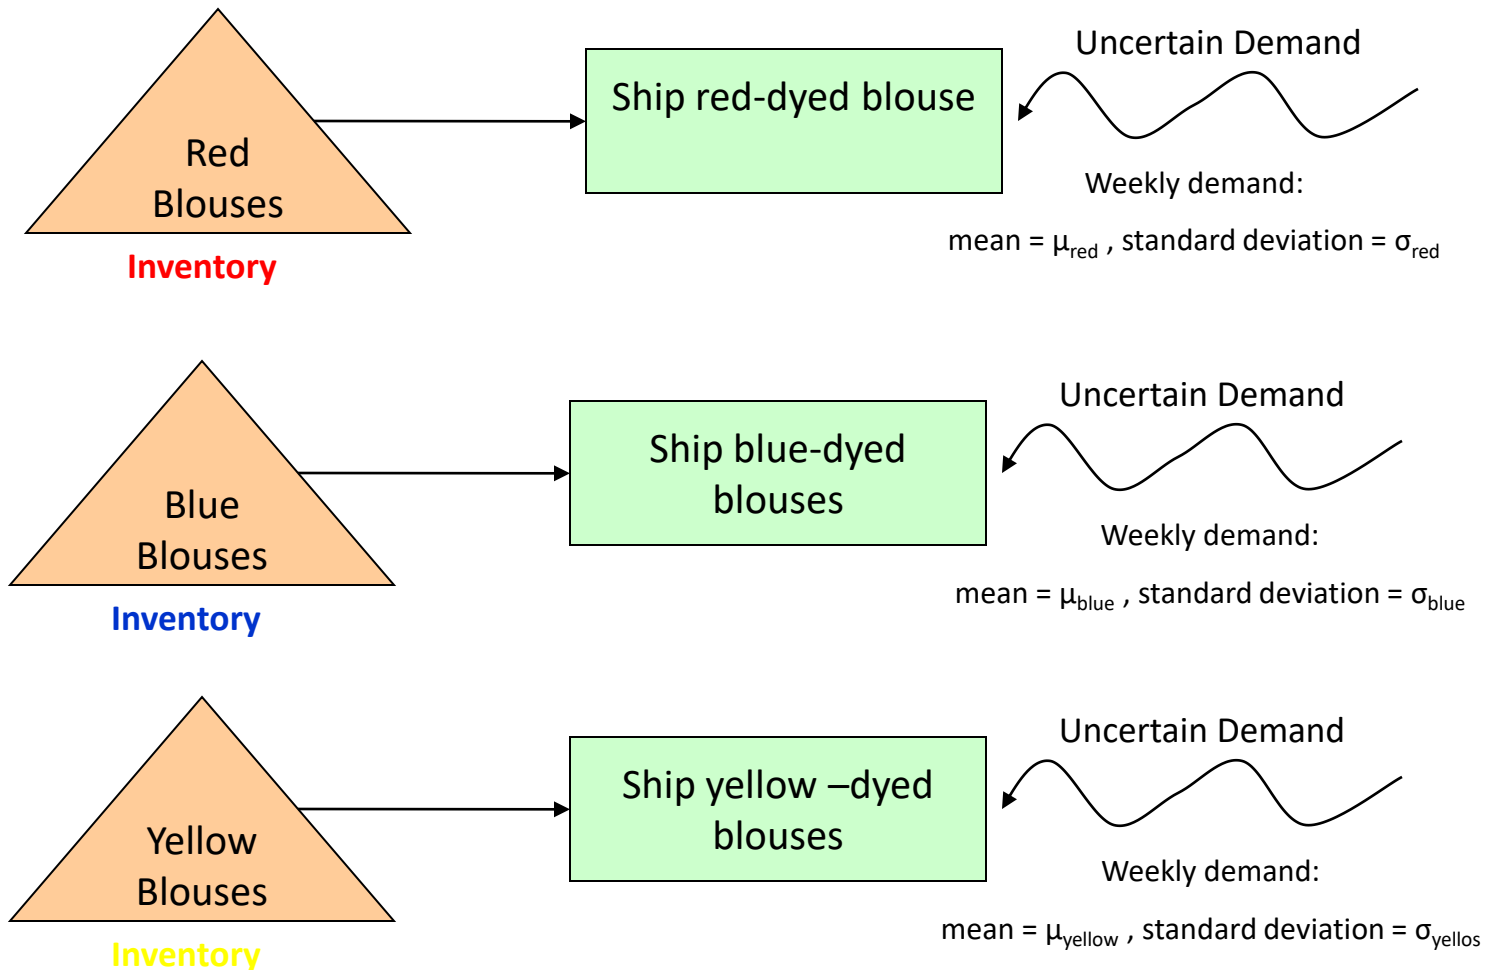 Uncertain Demand
Ship red-dyed blouse
Red
Blouses
Weekly demand:
mean = μred , standard deviation = σred
Inventory
Uncertain Demand
Ship blue-dyed
blouses
Blue
Blouses
Weekly demand:
mean = μblue , standard deviation = σblue
Inventory
Uncertain Demand
Ship yellow –dyed
blouses
Yellow
Blouses
Weekly demand:
mean = μyellow , standard deviation = σyellos
Inventory